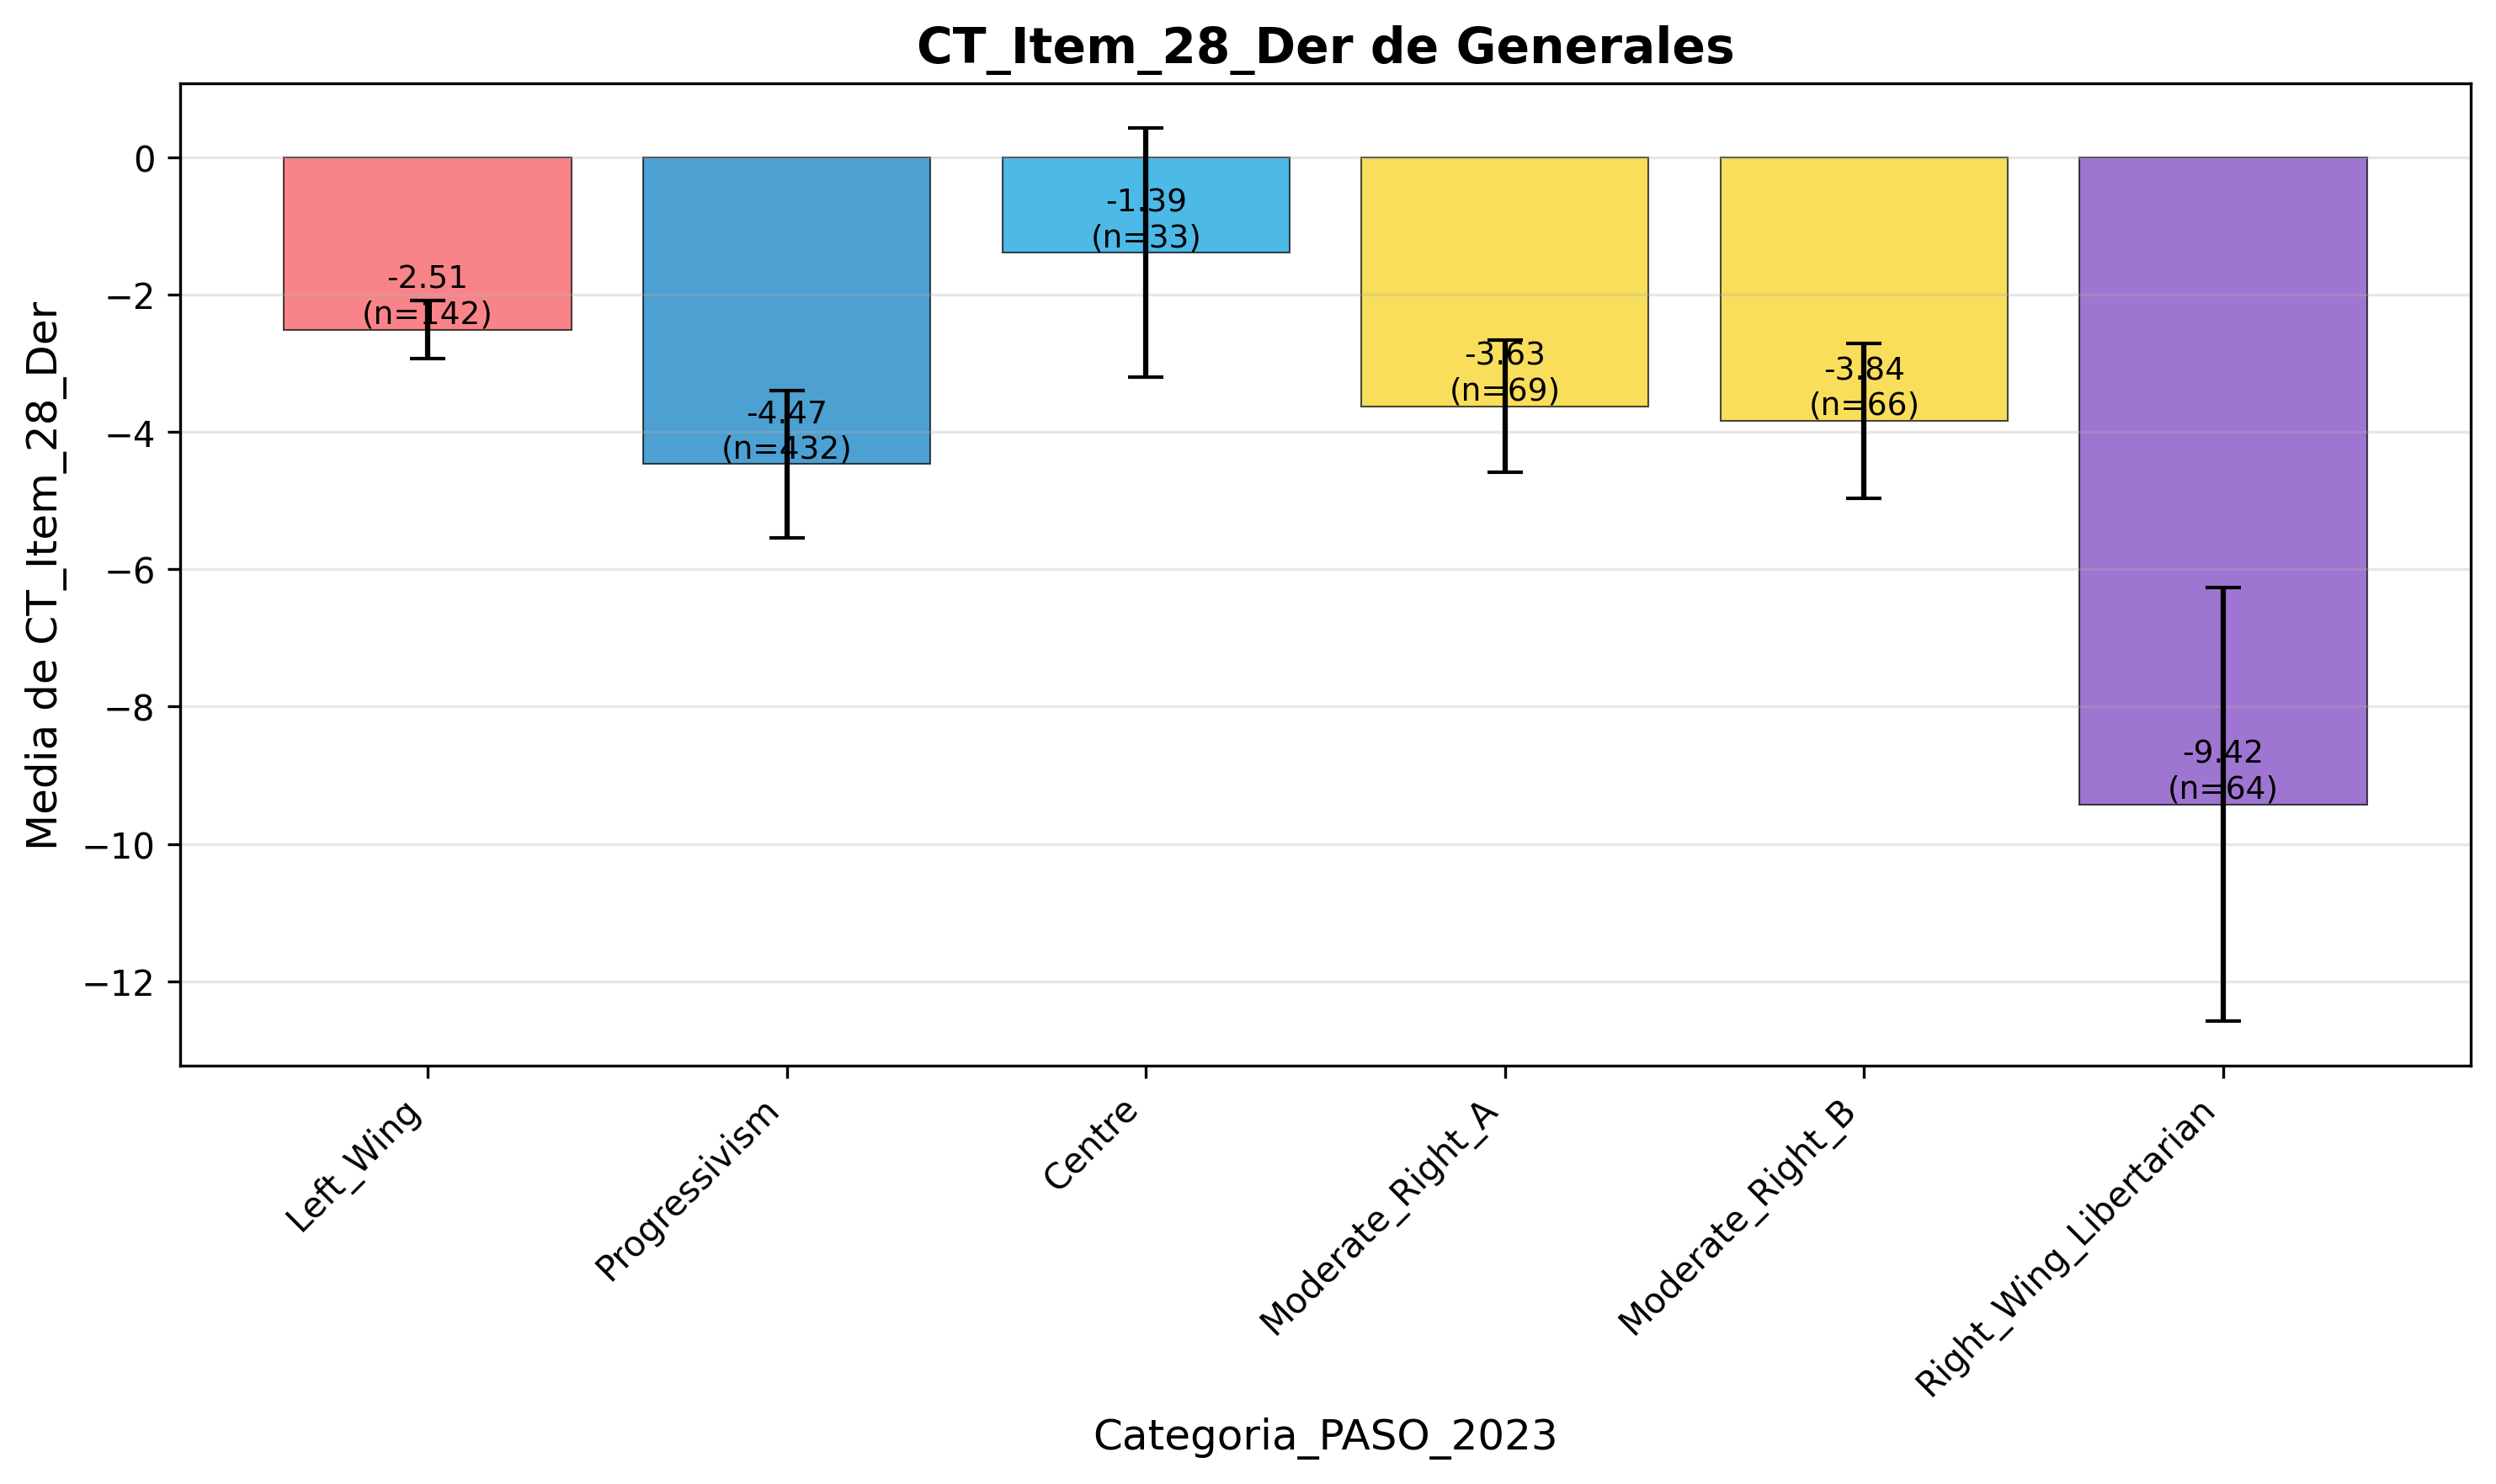 CT_Item_28_Der de Generales
Media de CT_Item_28_Der
0
−2
−4
−6
−8
−10
−12
-2.51
(n=142)
-4.47
(n=432)
-1.39
(n=33)
-3.63
(n=69)
-3.84
(n=66)
-9.42
(n=64)
Left_Wing
Progressivism
Centre
Moderate_Right_A
Moderate_Right_B
Right_Wing_Libertarian
Categoria_PASO_2023